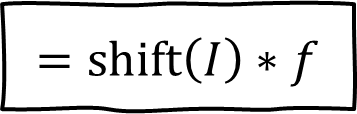 = shift(I) * f